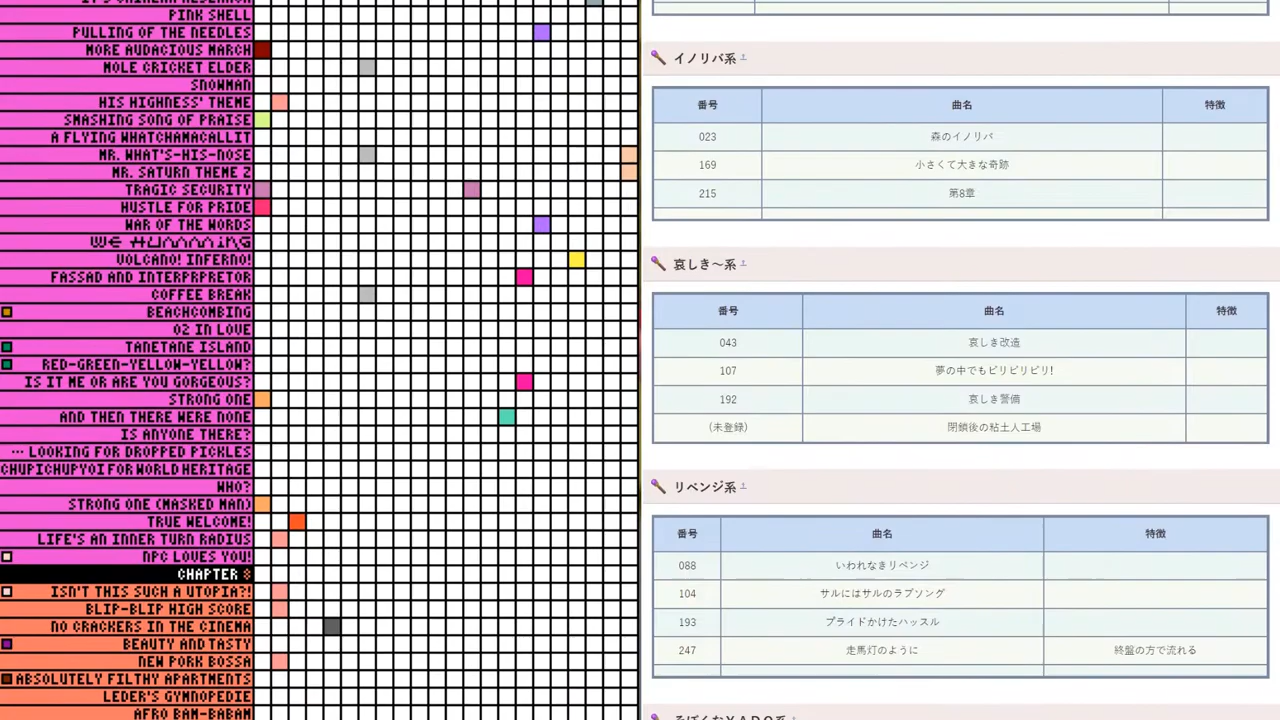 PINK SHELL
PULLING OF THE NEEDLES
MORE AUDACIOUS MARCH
MOLE CRICKET ELDER
SNOWMAN
HIS HIGHNESS' THEME
SMASHING SONG OF PRAISE
A FLYING WHATCHAMACALLIT
MR. WHAT'S-HIS-NOSE
MR. SATURN THEME 2
TRAGIC SECURITY
HUSTLE FOR PRIDE
WAR OF THE WORDS
WE HUMMMING
VOLCANO! INFERNO!
FASSAD AND INTERPRPRETOR
COFFEE BREAK
BEACHCOMBING
02 IN LOVE
TANETANE ISLAND
RED-GREEN-YELLOW-YELLOW?
IS IT ME OR ARE YOU GORGEOUS?
STRONG ONE
AND THEN THERE WERE NONE
IS ANYONE THERE?
... LOOKING FOR DROPPED PICKLES
CHUPICHUPYOI FOR WORLD HERITAGE
WHO?
STRONG ONE (MASKED MAN)
TRUE WELCOME!
LIFE'S AN INNER TURN RADIUS
NPC LOVES YOU!
CHAPTER 8
ISN'T THIS SUCH A UTOPIA?!
BLIP-BLIP HIGH SCORE
NO CRACKERS IN THE CINEMA
BEAUTY AND TASTY
NEW PORK BOSSA
ABSOLUTELY FILTHY APARTMENTS
LEDER'S GYMNOPEDIE
AFRO BAM-BABAM
イノリバ系 †
番号 曲名 特徴
023 森のイノリバ
169 小さくて大きな奇跡
215 第8章
哀しき～系 †
番号 曲名 特徴
043 哀しき改造
107 夢の中でもビリビリビリ!
192 哀しき警備
(未登録) 閉鎖後の粘土人工場
リベンジ系 †
番号 曲名 特徴
088 いわれなきリベンジ
104 サルにはサルのラブソング
193 プライドかけたハッスル
247 走馬灯のように 終盤の方で流れる